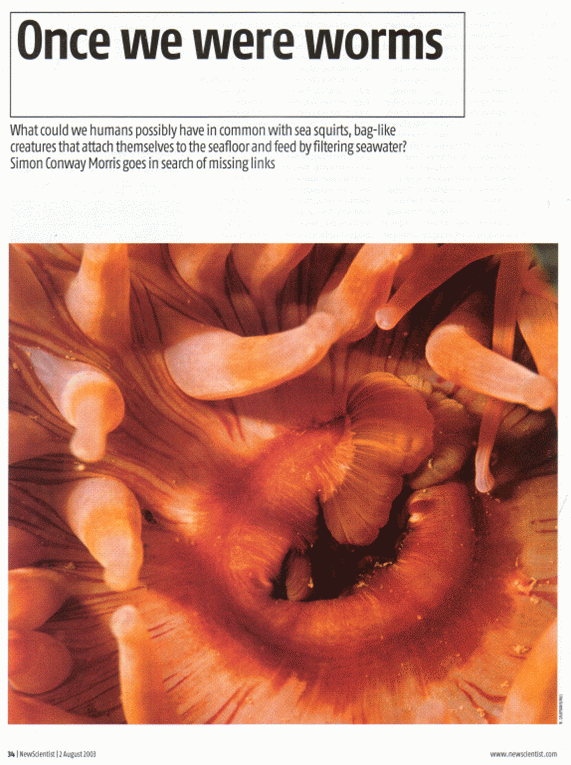 Once we were worms
What could we humans possibly have in common with sea squirts, bag-like
creatures that attach themselves to the seafloor and feed by filtering seawater?
Simon Conway Morris goes in search of missing links
34 | NewScientist | 2 August 2003
www.newscientist.com